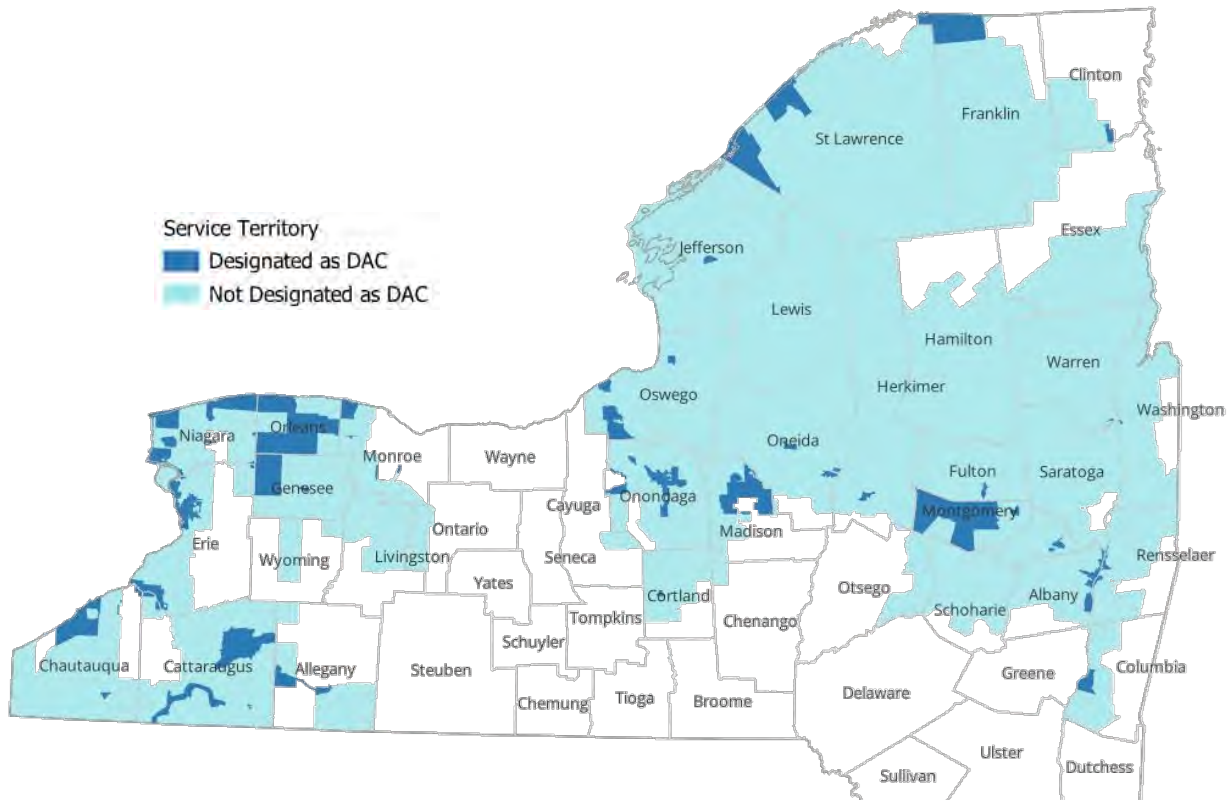 Clinton
Franklin
St Lawrence
Service Territory
Designated as DAC
Not Designated as DAC
Essex
Jefferson
Lewis
Hamilton
Warren
Herkimer
Oswego
Washington
Niagara
Orleans
Oneida
Monroe
Wayne
Fulton
Saratoga
Genesee
Onondaga
Cayuga
Montgomery
Ontario
Madison
Erie
Wyoming
Livingston
Seneca
Rensselaer
Yates
Otsego
Cortland
Albany
Schoharie
Tompkins
Chenango
Schuyler
Chautauqua
Cattaraugus
Allegany
Steuben
Greene
Columbia
Delaware
Tioga
Broome
Chemung
Ulster
Dutchess
Sullivan